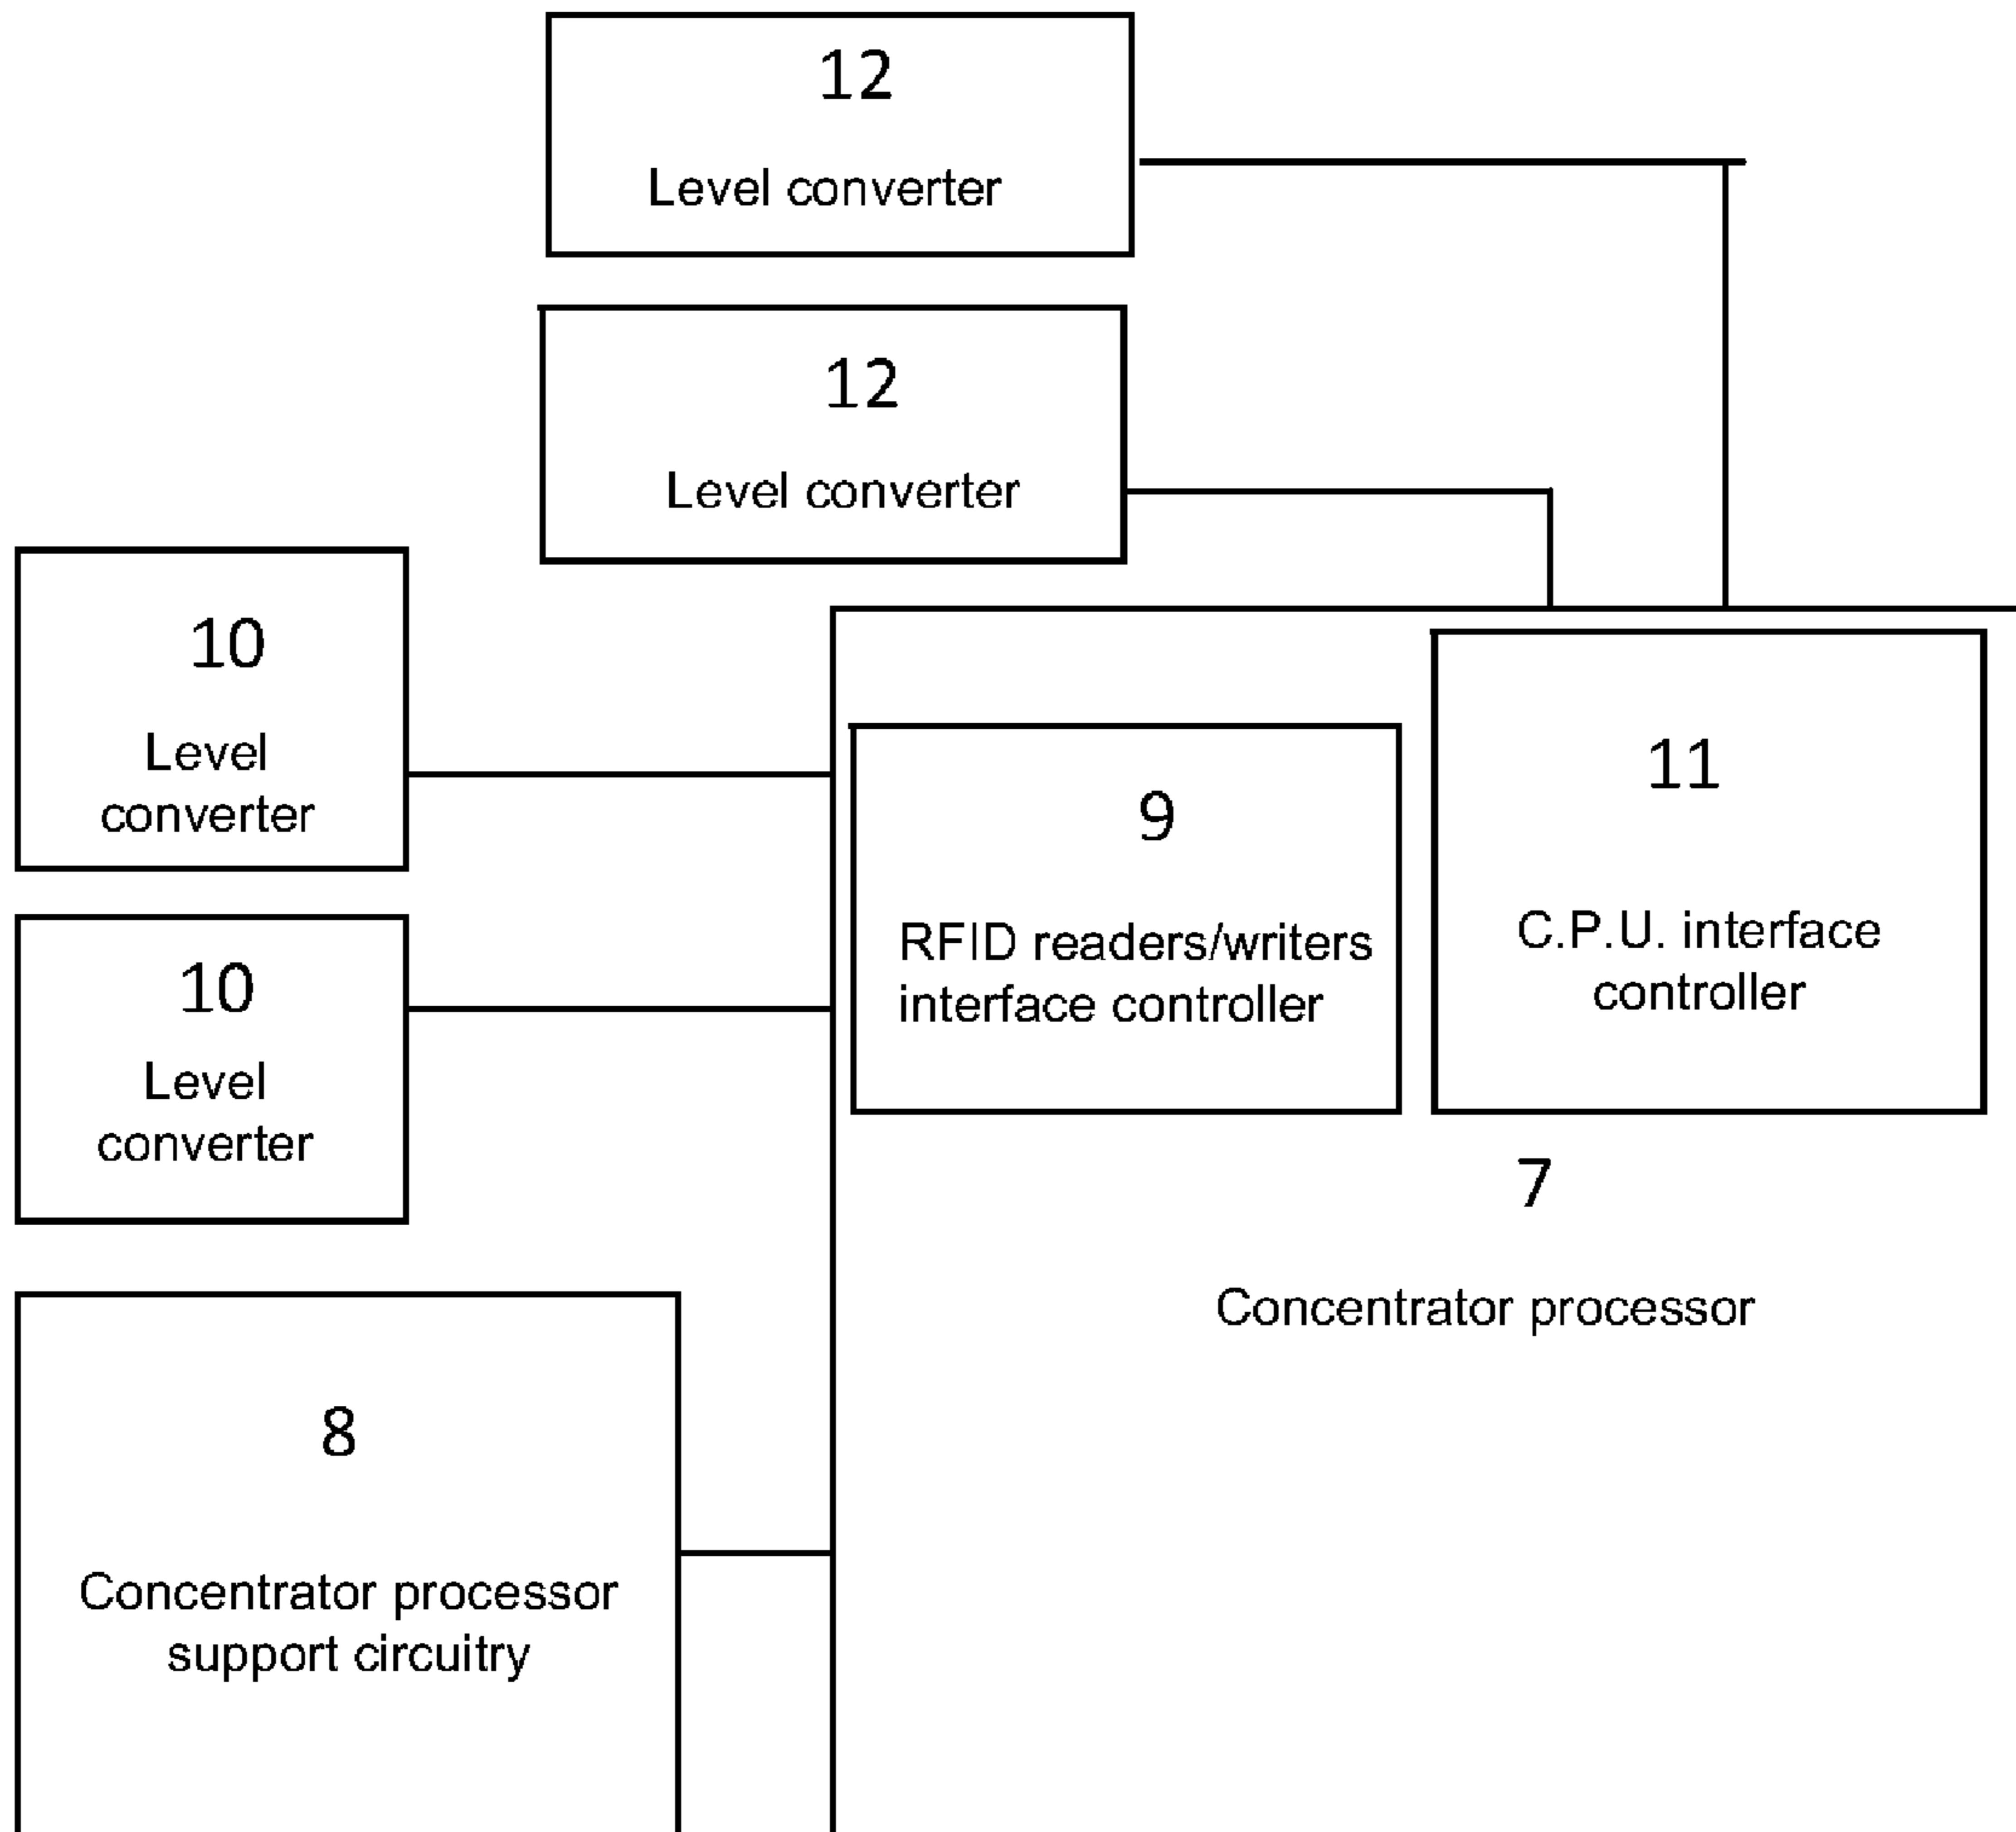 12
Level converter
12
Level converter
10
Level
converter
10
Level
converter
9
RFID readers/writers
interface controller
11
C.P.U. interface
controller
7
Concentrator processor
8
Concentrator processor
support circuitry